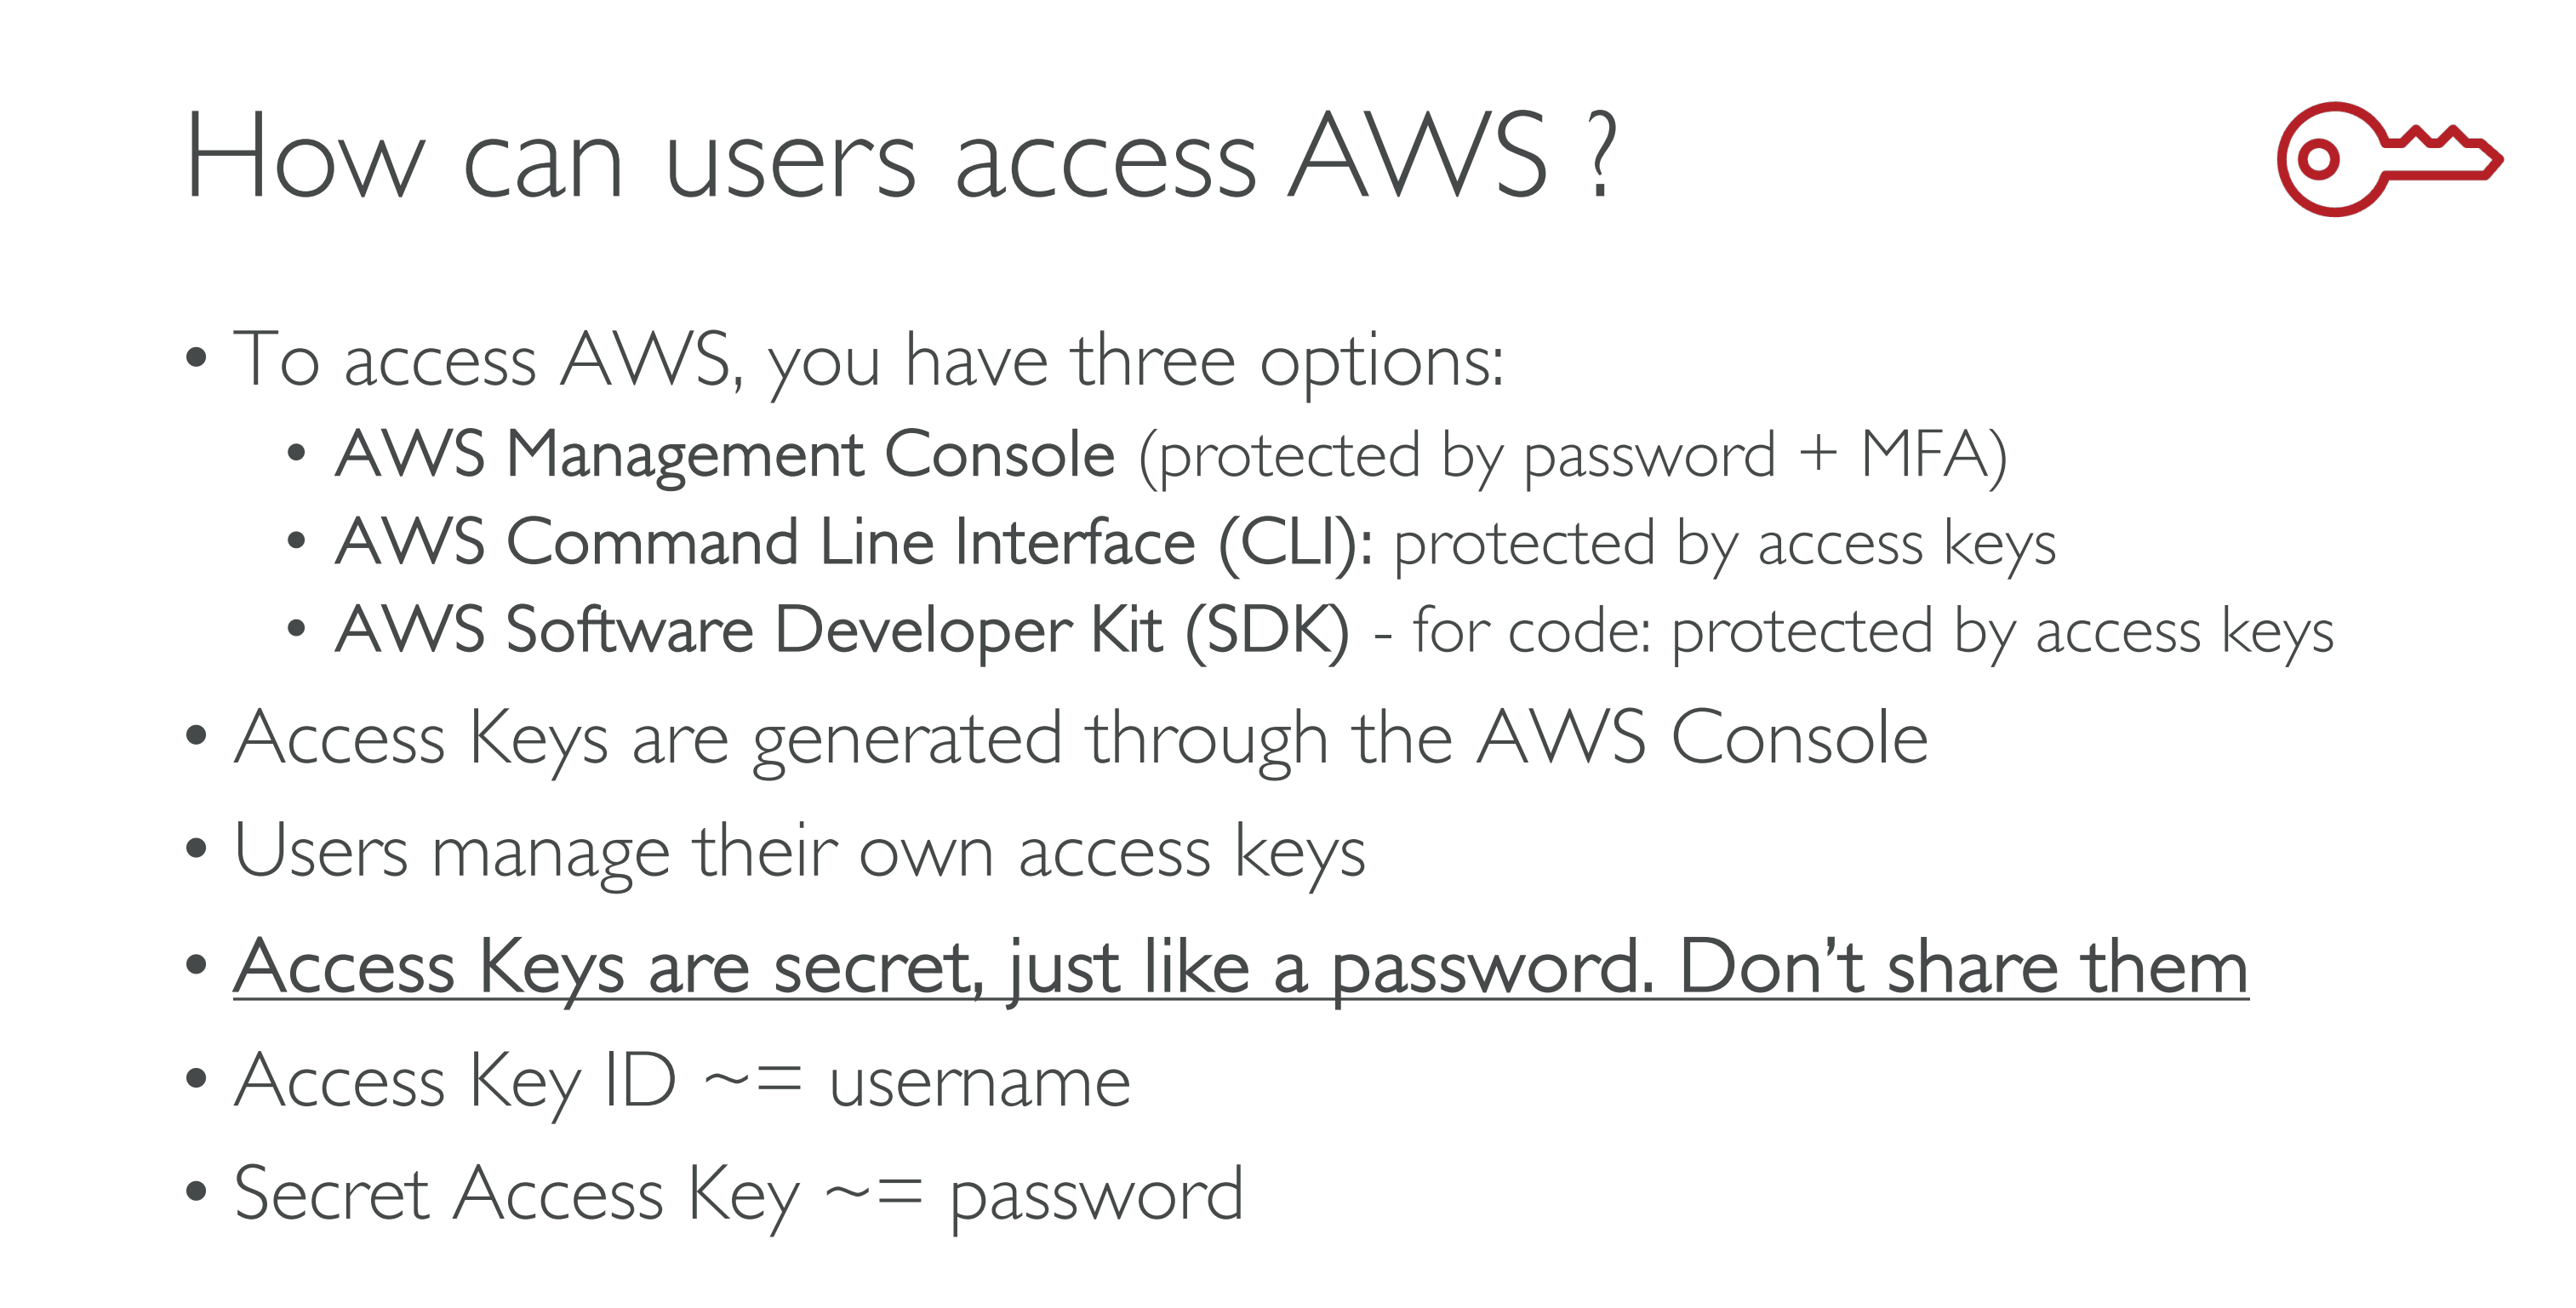 How can users access AWS ?
• To access AWS, you have three options:
• AWS Management Console (protected by password + MFA)
• AWS Command Line Interface (CLI): protected by access keys
• AWS Software Developer Kit (SDK) - for code: protected by access keys
• Access Keys are generated through the AWS Console
• Users manage their own access keys
• Access Keys are secret, just like a password. Don’t share them
• Access Key ID ~= username
• Secret Access Key ~= password